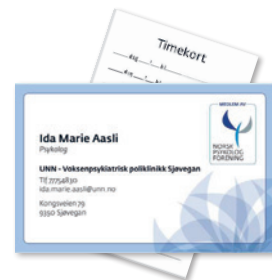 Timekort
MEDLEM AV
NORSK
PSYKOLOG
FORENING
Ida Marie Aasli
Psykolog
UNN - Voksenpsykiatrisk poliklinikk Sjøvegan
Tlf 77754830
ida.marie.aasli@unn.no
Kongsveien 79
9350 Sjøvegan